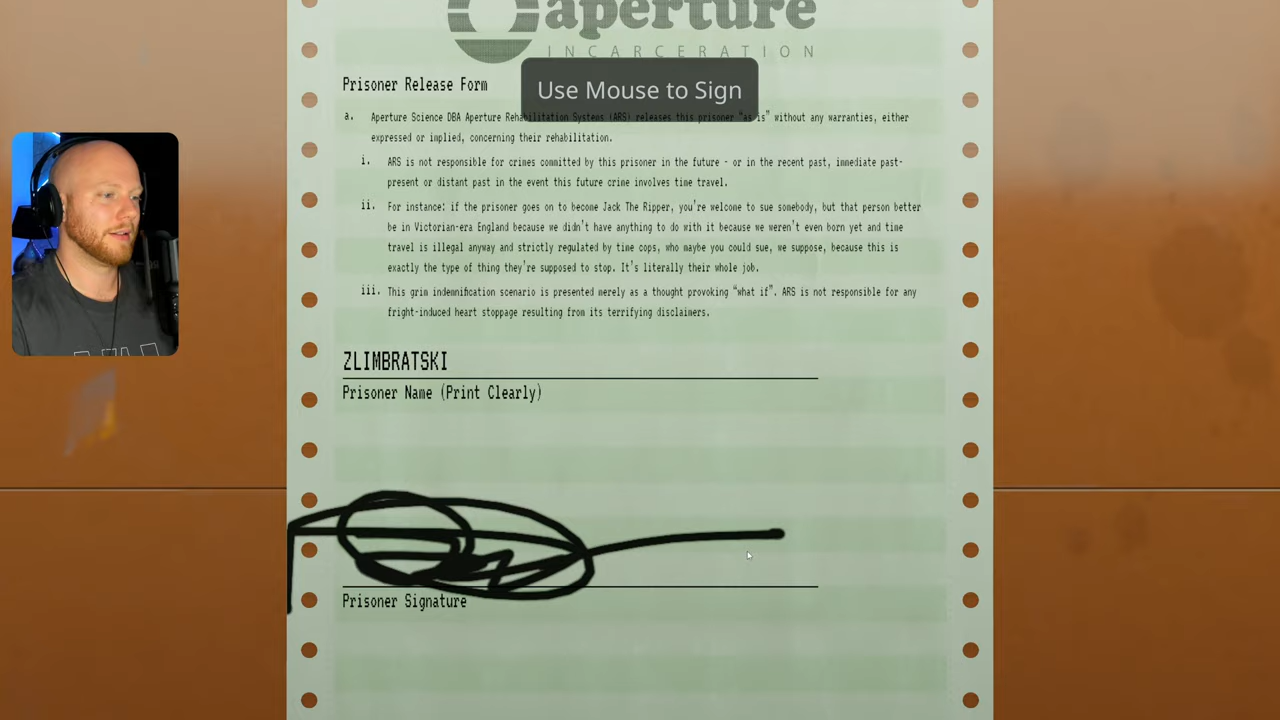 aperture
INCARCERATION
Use Mouse to Sign
Prisoner Release Form
a. Aperture Science DBA Aperture Rehabilitation Systems (ARS) releases this prisoner "as is" without any warranties, either
expressed or implied, concerning their rehabilitation.
i. ARS is not responsible for crimes committed by this prisoner in the future - or in the recent past, immediate past-
present or distant past in the event this future crime involves time travel.
ii. For instance: if the prisoner goes on to become Jack The Ripper, you're welcome to sue somebody, but that person better
be in Victorian-era England because we didn't have anything to do with it because we weren't even born yet and time
travel is illegal anyway and strictly regulated by time cops, who maybe you could sue, we suppose, because this is
exactly the type of thing they're supposed to stop. It's literally their whole job.
iii. This grim indemnification scenario is presented merely as a thought provoking "what if". ARS is not responsible for any
fright-induced heart stoppage resulting from its terrifying disclaimers.
ZLIMBRATSKI
Prisoner Name (Print Clearly)
Prisoner Signature